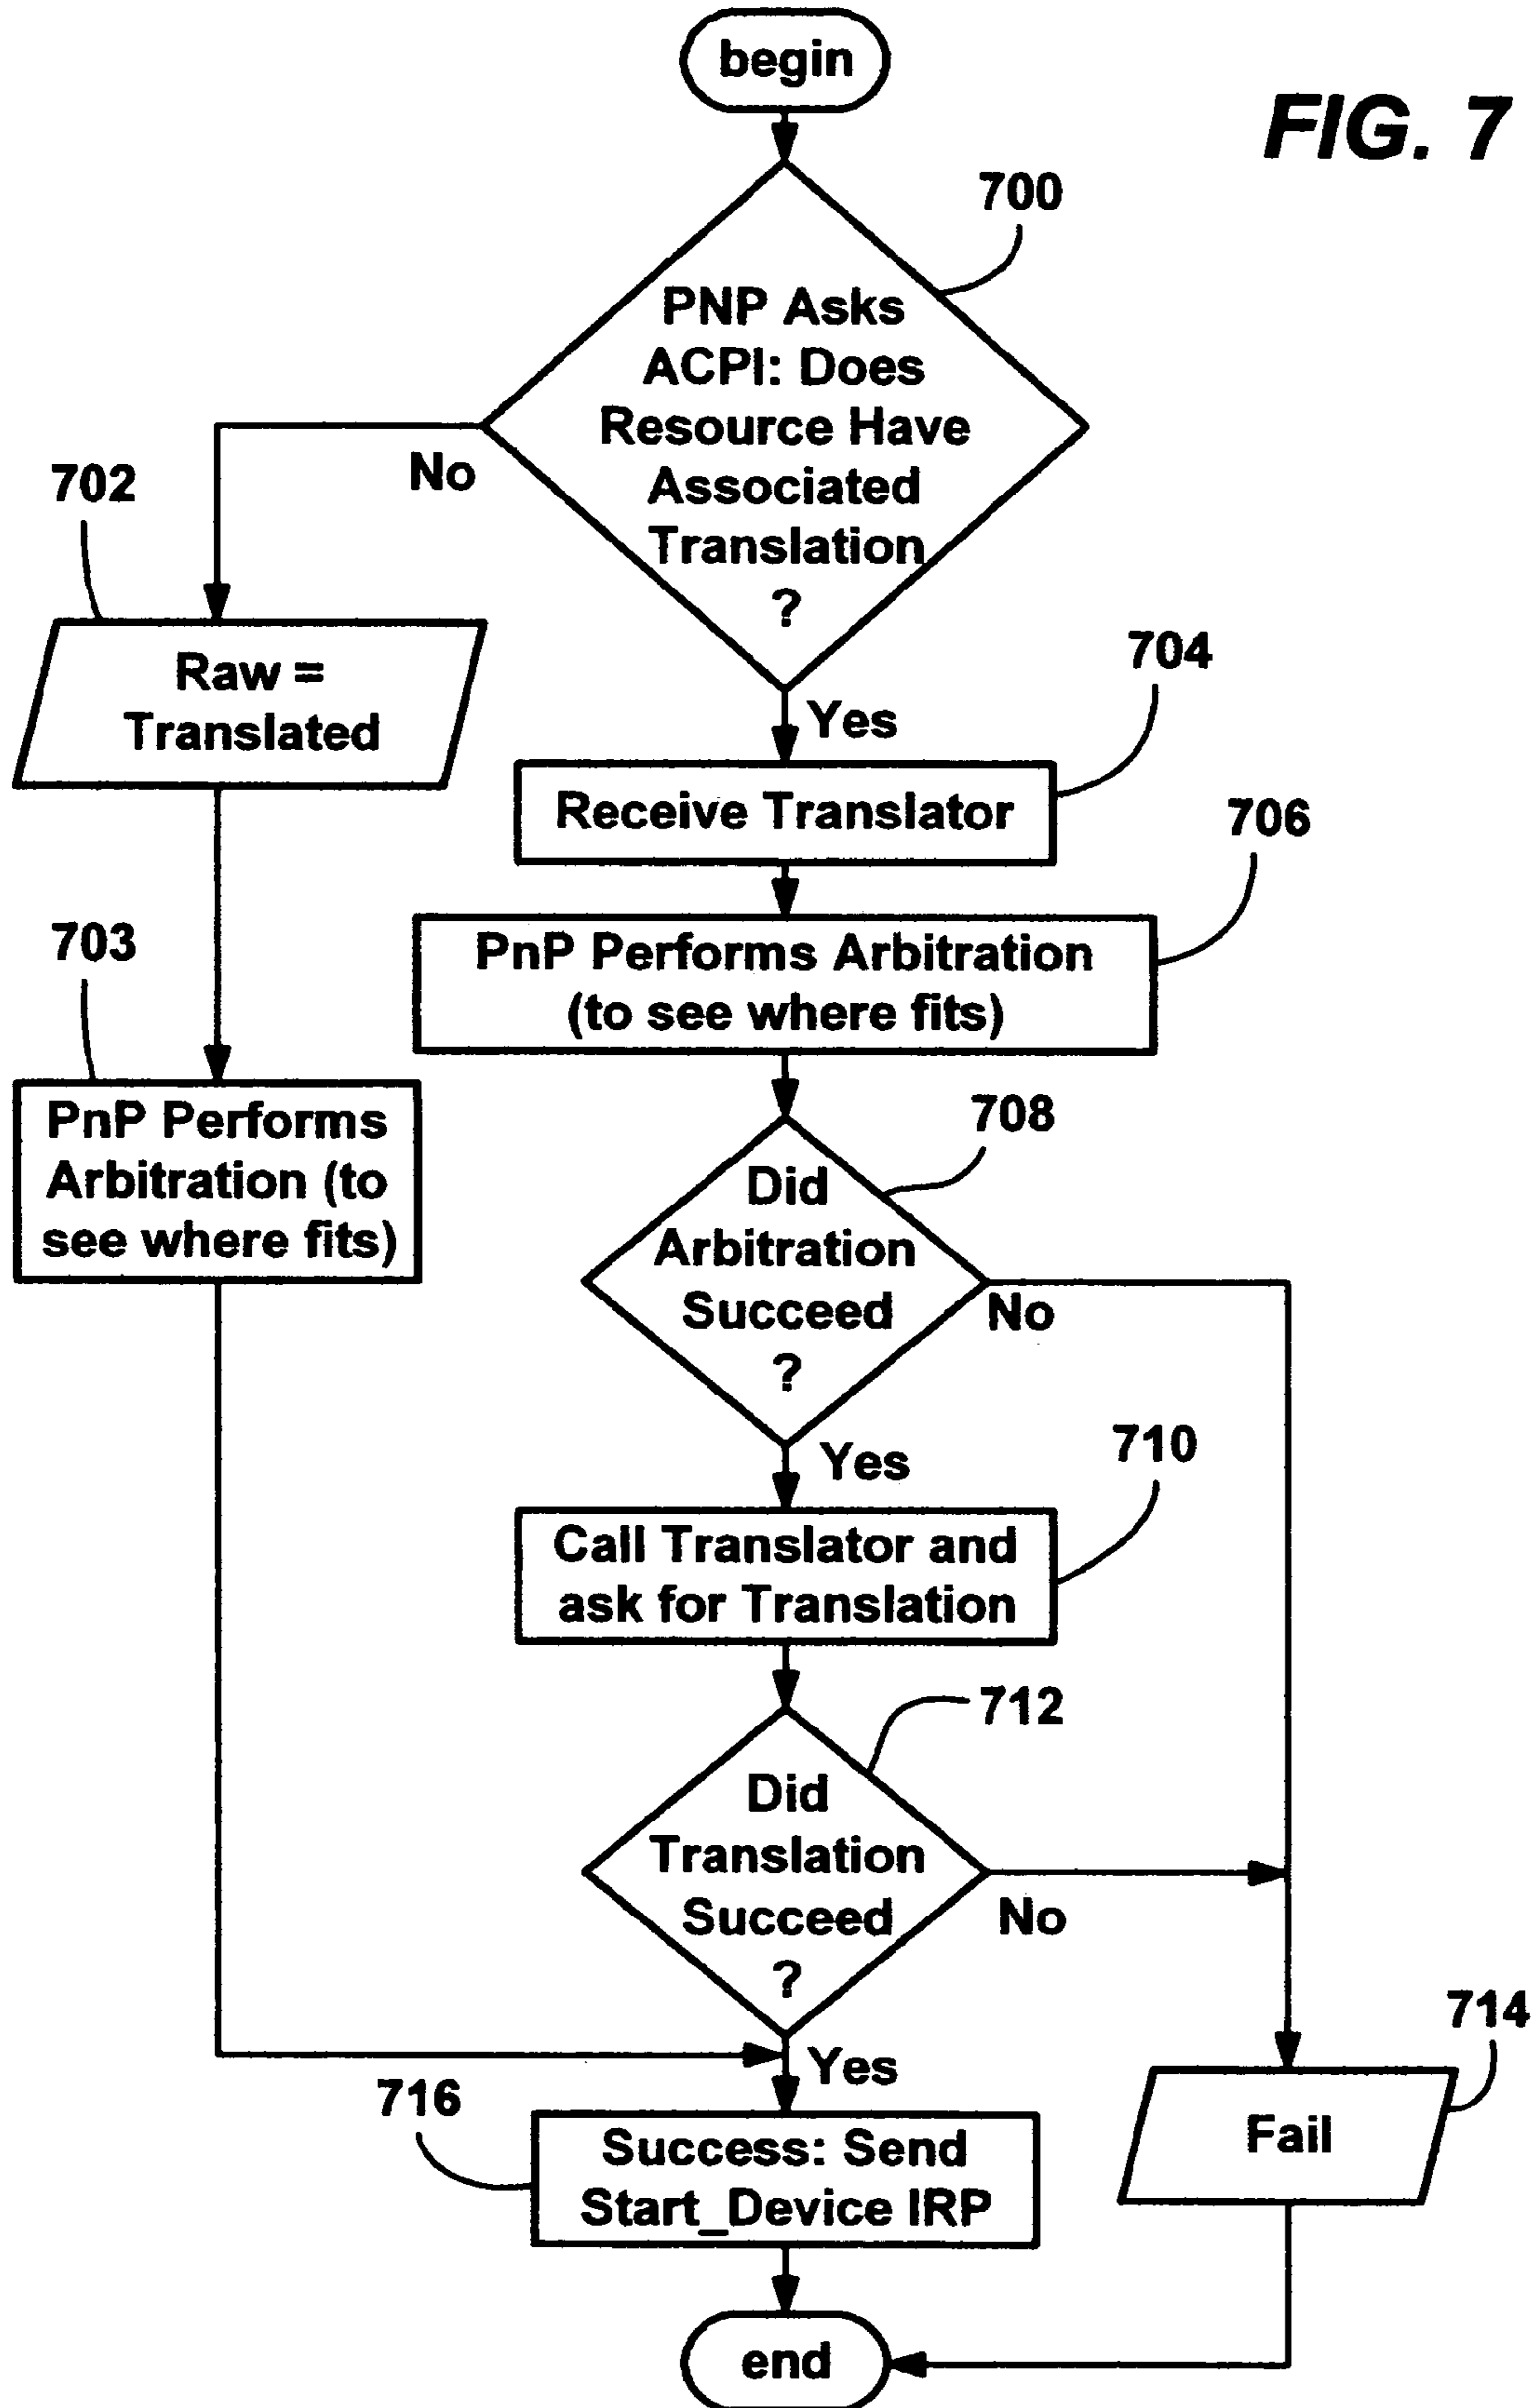 begin
FIG. 7
700
PNP Asks
ACPI: Does
Resource Have
Associated
Translation
?
No
702
Raw =
Translated
Yes
704
Receive Translator
706
PnP Performs Arbitration
(to see where fits)
703
PnP Performs
Arbitration (to
see where fits)
708
Did
Arbitration
Succeed
?
No
Yes
710
Call Translator and
ask for Translation
712
Did
Translation
Succeed
?
No
Yes
714
Fail
716
Success: Send
Start_Device IRP
end